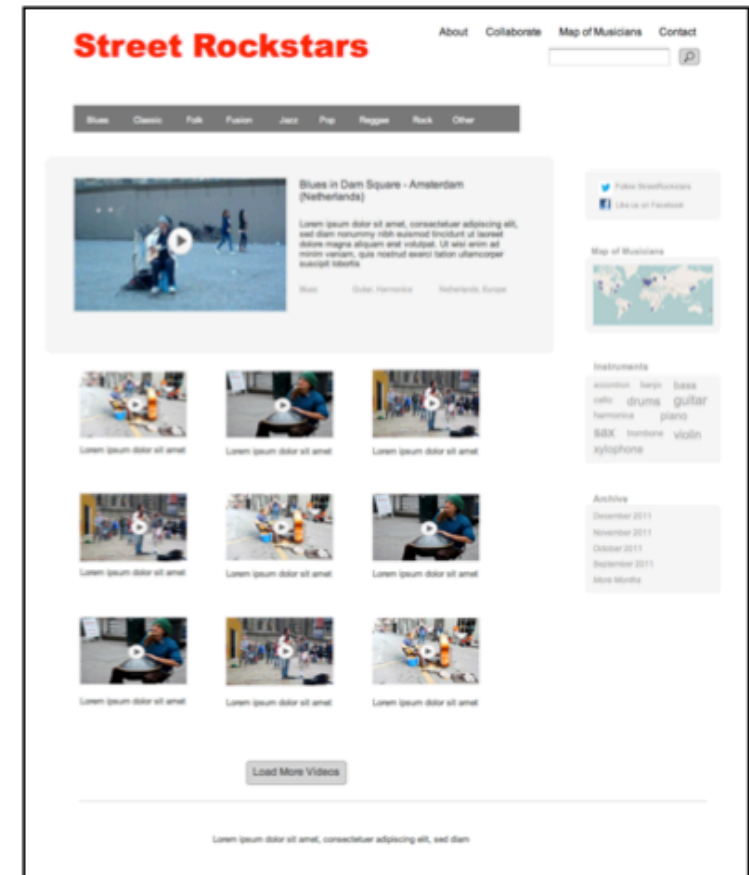 Street Rockstars
About Collaborate Map of Musicians Contact
Blues Classic Folk Fusion Jazz Pop Reggae Rock Other
Blues in Dam Square - Amsterdam
(Netherlands)
Lorem ipsum dolor sit amet, consectetuer adipiscing elit,
sed diam nonummy nibh euismod tincidunt ut laoreet
dolore magna aliquam erat volutpat. Ut wisi enim ad
minim veniam, quis nostrud exerci tation ullamcorper
suscipit lobortis
Blues Guitar, Harmonica Netherlands, Europe
Follow StreetRockstars
Like us on Facebook
Map of Musicians
Lorem ipsum dolor sit amet Lorem ipsum dolor sit amet Lorem ipsum dolor sit amet
Instruments
accordion banjo bass
cello drums guitar
harmonica piano
sax trombone violin
xylophone
Lorem ipsum dolor sit amet Lorem ipsum dolor sit amet Lorem ipsum dolor sit amet
Archive
December 2011
November 2011
October 2011
September 2011
More Months
Lorem ipsum dolor sit amet Lorem ipsum dolor sit amet Lorem ipsum dolor sit amet
Load More Videos
Lorem ipsum dolor sit amet, consectetuer adipiscing elit, sed diam